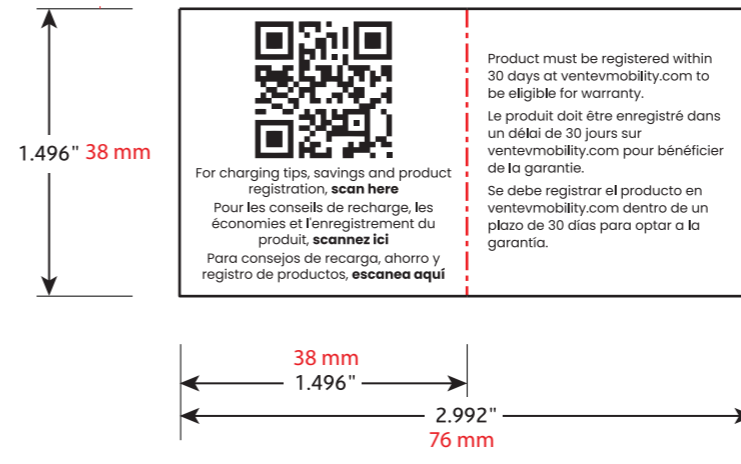 1.496" 38 mm
For charging tips, savings and product
registration, scan here
Pour les conseils de recharge, les
économies et l'enregistrement du
produit, scannez ici
Para consejos de recarga, ahorro y
registro de productos, escanea aquí
Product must be registered within
30 days at ventevmobility.com to
be eligible for warranty.
Le produit doit être enregistré dans
un délai de 30 jours sur
ventevmobility.com pour bénéficier
de la garantie.
Se debe registrar el producto en
ventevmobility.com dentro de un
plazo de 30 días para optar a la
garantía.
38 mm
1.496"
2.992"
76 mm